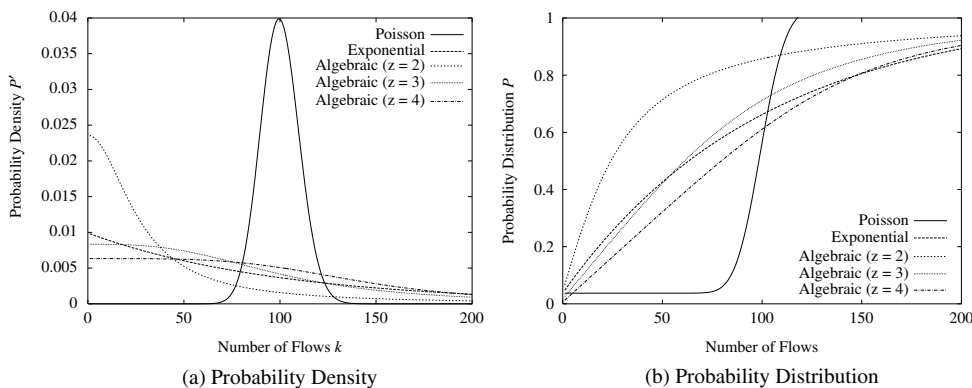 0.04
0.035
0.03
0.025
0.02
0.015
0.01
0.005
0
Probability Density P′
Poisson
Exponential
Algebraic (z = 2)
Algebraic (z = 3)
Algebraic (z = 4)
0 50 100 150 200
Number of Flows k
(a) Probability Density
1
0.8
0.6
0.4
0.2
0
Probability Distribution P
Poisson
Exponential
Algebraic (z = 2)
Algebraic (z = 3)
Algebraic (z = 4)
0 50 100 150 200
Number of Flows
(b) Probability Distribution